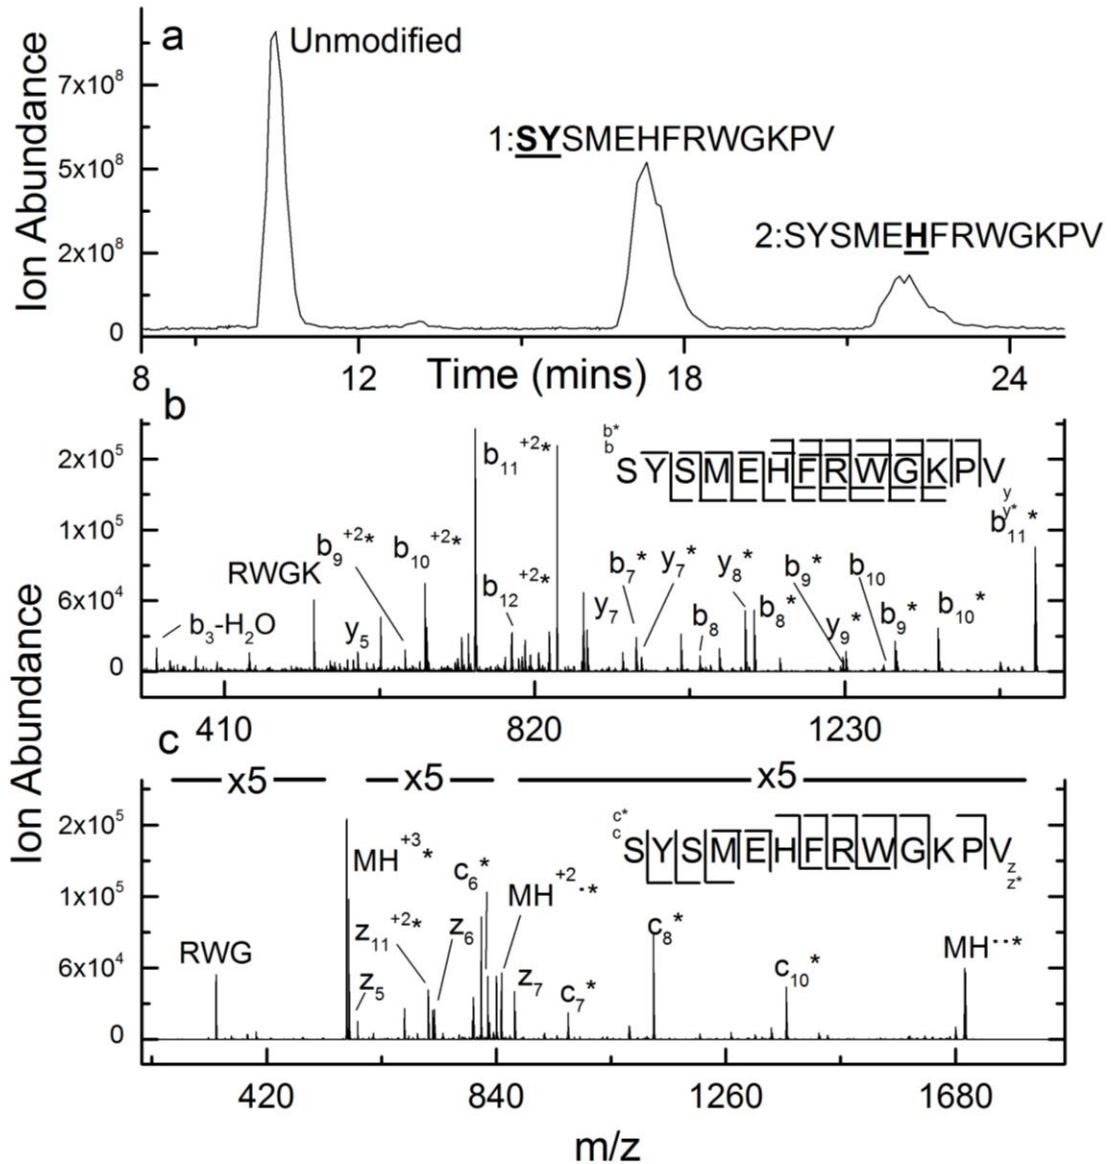 a
Unmodified
Ion Abundance
7x10⁸
5x10⁸
2x10⁸
0
1:SYSMEHFRWGKPV
2:SYSMEHFRWGKPV
8
12
Time (mins)
18
24
b
Ion Abundance
2x10⁵
1x10⁵
6x10⁴
0
b₁₁⁺²*
b*
b
SYSMEHFRWGKPV
y
y*
b₁₁*
RWGK
b₉⁺²*
b₁₀⁺²*
b₁₂⁺²*
b₃-H₂O
y₅
y₇
b₇*
y₇*
b₈
y₈*
b₈*
b₉*
y₉*
b₁₀
b₉*
b₁₀*
410
820
1230
c
x5
x5
x5
2x10⁵
1x10⁵
6x10⁴
0
c*
c
SYSMEHFRWGKPV
z
z*
RWG
MH⁺³*
z₁₁⁺²*
z₅
c₆*
z₆
MH⁺²·*
z₇
c₇*
c₈*
c₁₀*
MH··*
420
840
1260
1680
m/z